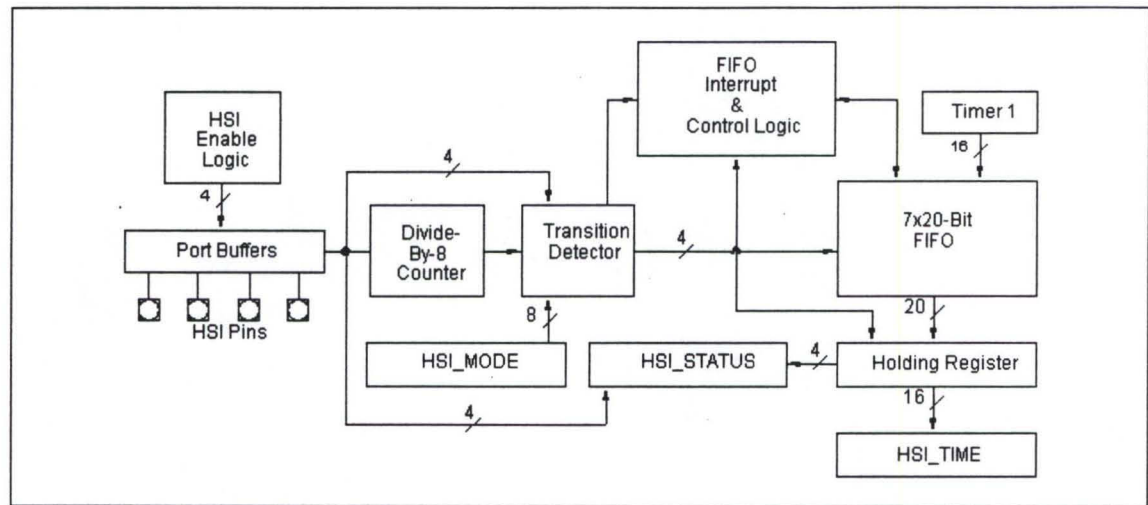 FIFO
Interrupt
&
Control Logic
HSI
Enable
Logic
Timer 1
16
4
4
7x20-Bit
FIFO
Port Buffers
Divide-
By-8
Counter
Transition
Detector
4
HSI Pins
8
20
HSI_MODE
HSI_STATUS
4
Holding Register
4
16
HSI_TIME